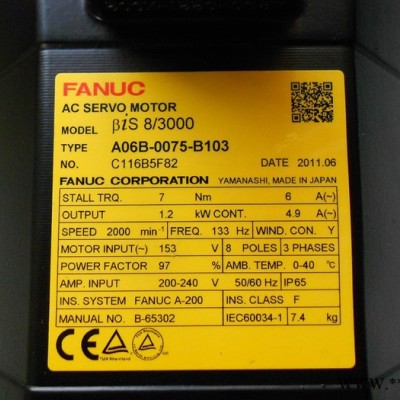 FANUC
AC SERVO MOTOR
MODEL βiS 8/3000
TYPE A06B-0075-B103
NO. C116B5F82 DATE 2011.06
FANUC CORPORATION YAMANASHI, MADE IN JAPAN
STALL TRQ. 7 Nm 6 A(~)
OUTPUT 1.2 kW CONT. 4.9 A(~)
SPEED 2000 min⁻¹ FREQ. 133 Hz WIND. CON. Y
MOTOR INPUT(~) 153 V 8 POLES 3 PHASES
POWER FACTOR 97 % AMB. TEMP. 0-40 ℃
AMP. INPUT 200-240 V 50/60 Hz IP65
INS. SYSTEM FANUC A-200 INS. CLASS F
MANUAL NO. B-65302 IEC60034-1 7.4 kg
CE